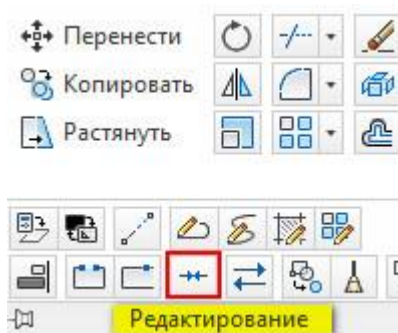 Перенести
Копировать
Растянуть
Редактирование